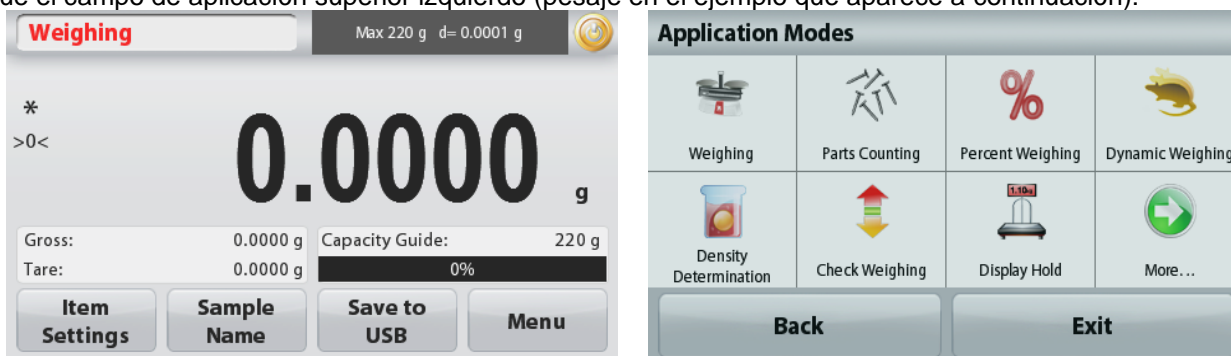 que el campo de aplicación superior izquierdo (pesaje en el ejemplo que aparece a continuación).
Weighing
Max 220 g d= 0.0001 g
*
>0<
0.0000 g
Gross: 0.0000 g
Tare: 0.0000 g
Capacity Guide: 220 g
0%
Item
Settings
Sample
Name
Save to
USB
Menu
Application Modes
Weighing
Parts Counting
%
Percent Weighing
Dynamic Weighing
Density
Determination
Check Weighing
1.10
Display Hold
More...
Back
Exit